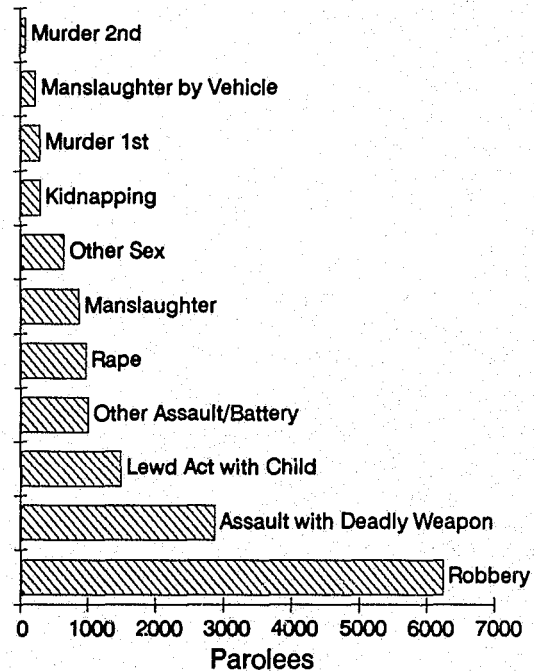 Murder 2nd
Manslaughter by Vehicle
Murder 1st
Kidnapping
Other Sex
Manslaughter
Rape
Other Assault/Battery
Lewd Act with Child
Assault with Deadly Weapon
Robbery
0 1000 2000 3000 4000 5000 6000 7000
Parolees